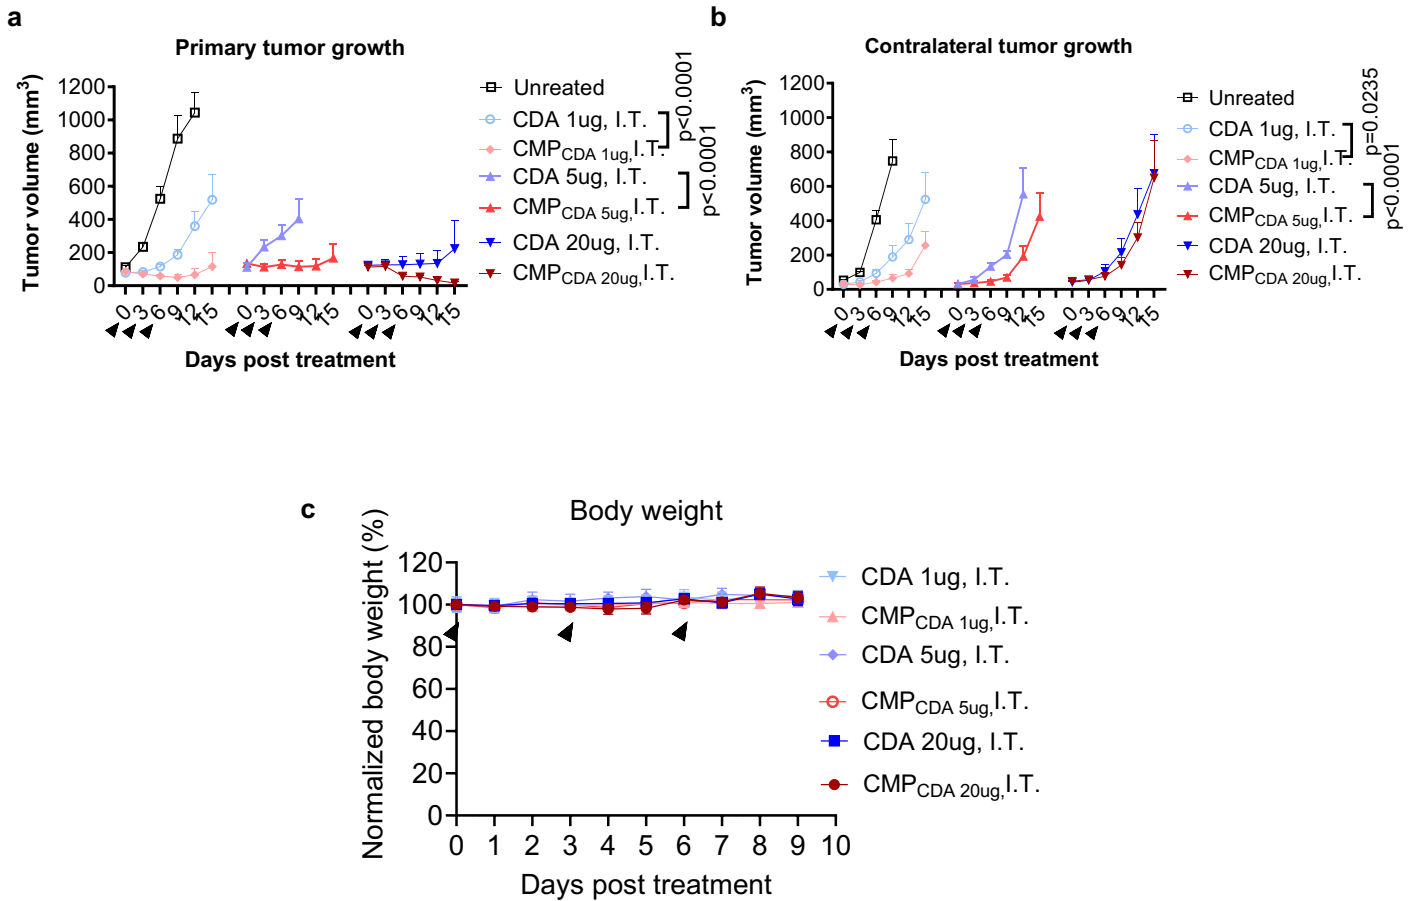 a
Primary tumor growth
Tumor volume (mm3)
1200
1000
800
600
400
200
0
0 3 6 9 12 15 0 3 6 9 12 15 0 3 6 9 12 15
Days post treatment
Unreated
CDA 1ug, I.T.
CMPCDA 1ug,I.T.
CDA 5ug, I.T.
CMPCDA 5ug,I.T.
CDA 20ug, I.T.
CMPCDA 20ug,I.T.
p<0.0001
p<0.0001
b
Contralateral tumor growth
Tumor volume (mm3)
1200
1000
800
600
400
200
0
0 3 6 9 12 15 0 3 6 9 12 15 0 3 6 9 12 15
Days post treatment
Unreated
CDA 1ug, I.T.
CMPCDA 1ug,I.T.
CDA 5ug, I.T.
CMPCDA 5ug,I.T.
CDA 20ug, I.T.
CMPCDA 20ug,I.T.
p=0.0235
p<0.0001
c
Body weight
Normalized body weight (%)
120
100
80
60
40
20
0
0 1 2 3 4 5 6 7 8 9 10
Days post treatment
CDA 1ug, I.T.
CMPCDA 1ug,I.T.
CDA 5ug, I.T.
CMPCDA 5ug,I.T.
CDA 20ug, I.T.
CMPCDA 20ug,I.T.